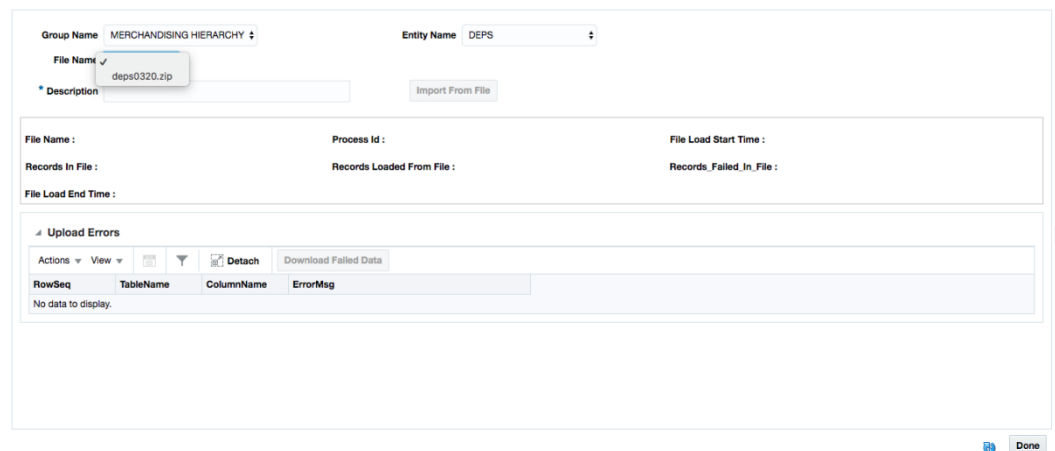 Group Name MERCHANDISING HIERARCHY Entity Name DEPS
File Name
deps0320.zip
* Description Import From File
File Name : Process Id : File Load Start Time :
Records In File : Records Loaded From File : Records_Failed_In_File :
File Load End Time :
Upload Errors
Actions View Detach Download Failed Data
RowSeq TableName ColumnName ErrorMsg
No data to display.
Done